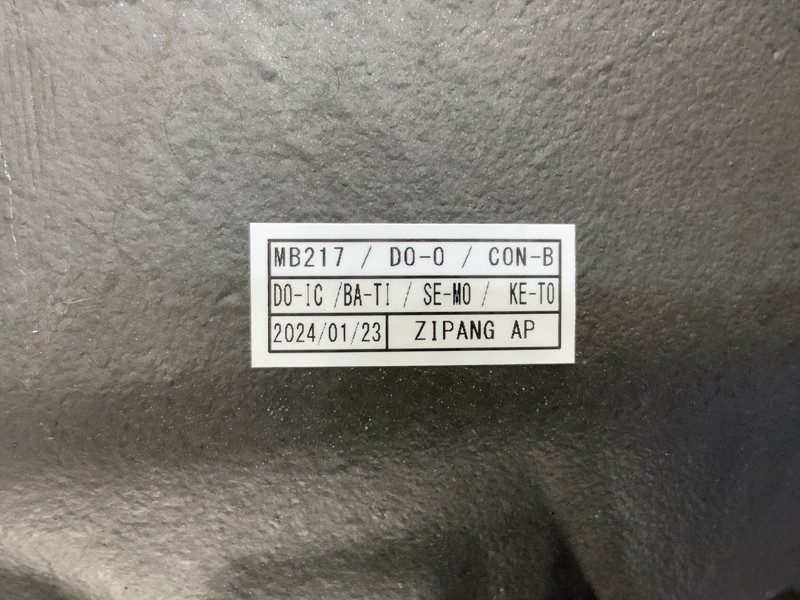 MB217 / DO-O / CON-B
DO-IC /BA-TI / SE-MO / KE-TO
2024/01/23 ZIPANG AP